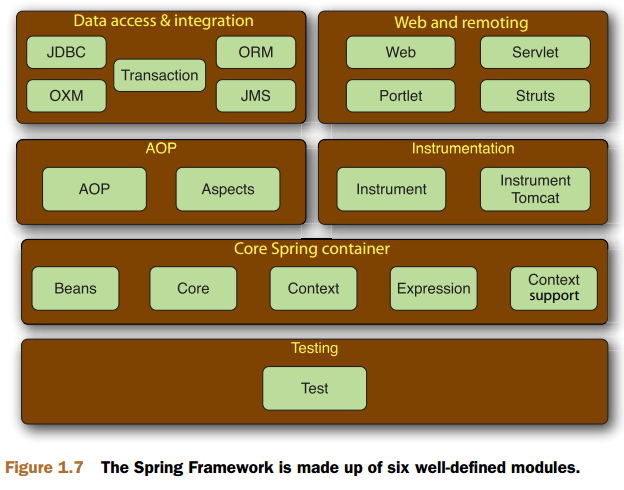 Data access & integration
JDBC
ORM
Transaction
OXM
JMS
Web and remoting
Web
Servlet
Portlet
Struts
AOP
AOP
Aspects
Instrumentation
Instrument
Instrument
Tomcat
Core Spring container
Beans
Core
Context
Expression
Context
support
Testing
Test
Figure 1.7 The Spring Framework is made up of six well-defined modules.